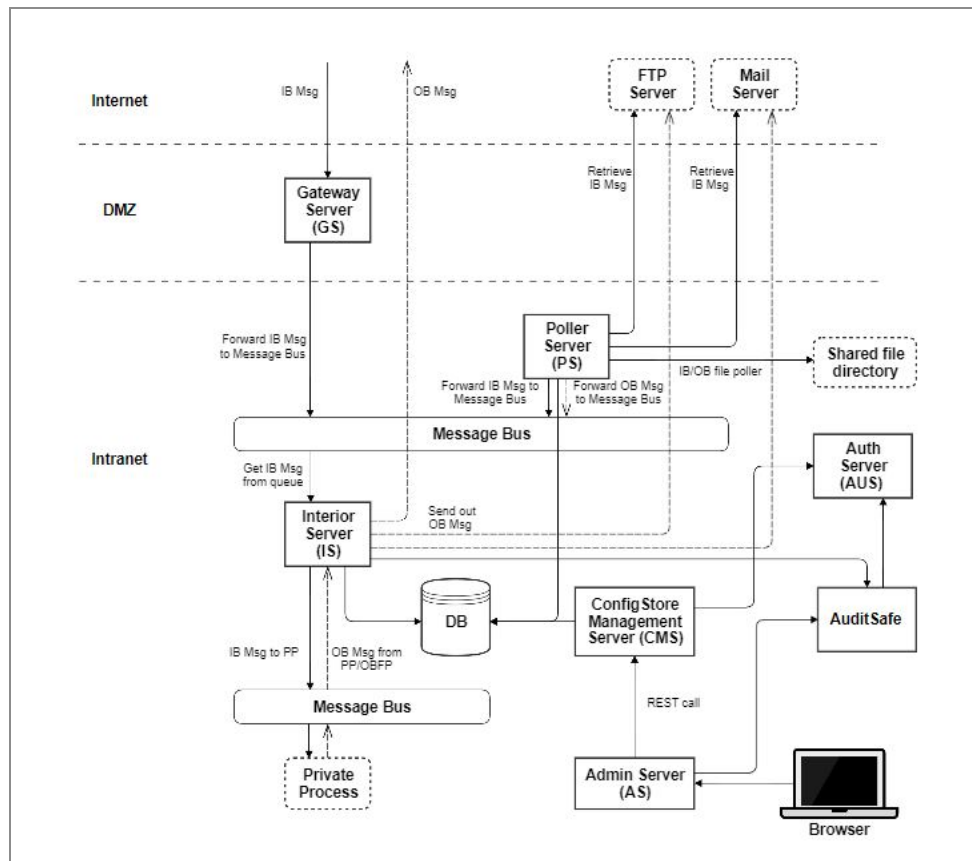 IB Msg
OB Msg
FTP
Server
Mail
Server
Internet
Retrieve
IB Msg
Retrieve
IB Msg
Gateway
Server
(GS)
DMZ
Poller
Server
(PS)
Forward IB Msg
to Message Bus
Shared file
directory
IB/OB file poller
Forward IB Msg to
Message Bus
Forward OB Msg
to Message Bus
Message Bus
Intranet
Get IB Msg
from queue
Auth
Server
(AUS)
Interior
Server
(IS)
Send out
OB Msg
DB
ConfigStore
Management
Server (CMS)
AuditSafe
IB Msg to PP
OB Msg from
PP/OBFP
Message Bus
REST call
Private
Process
Admin Server
(AS)
Browser